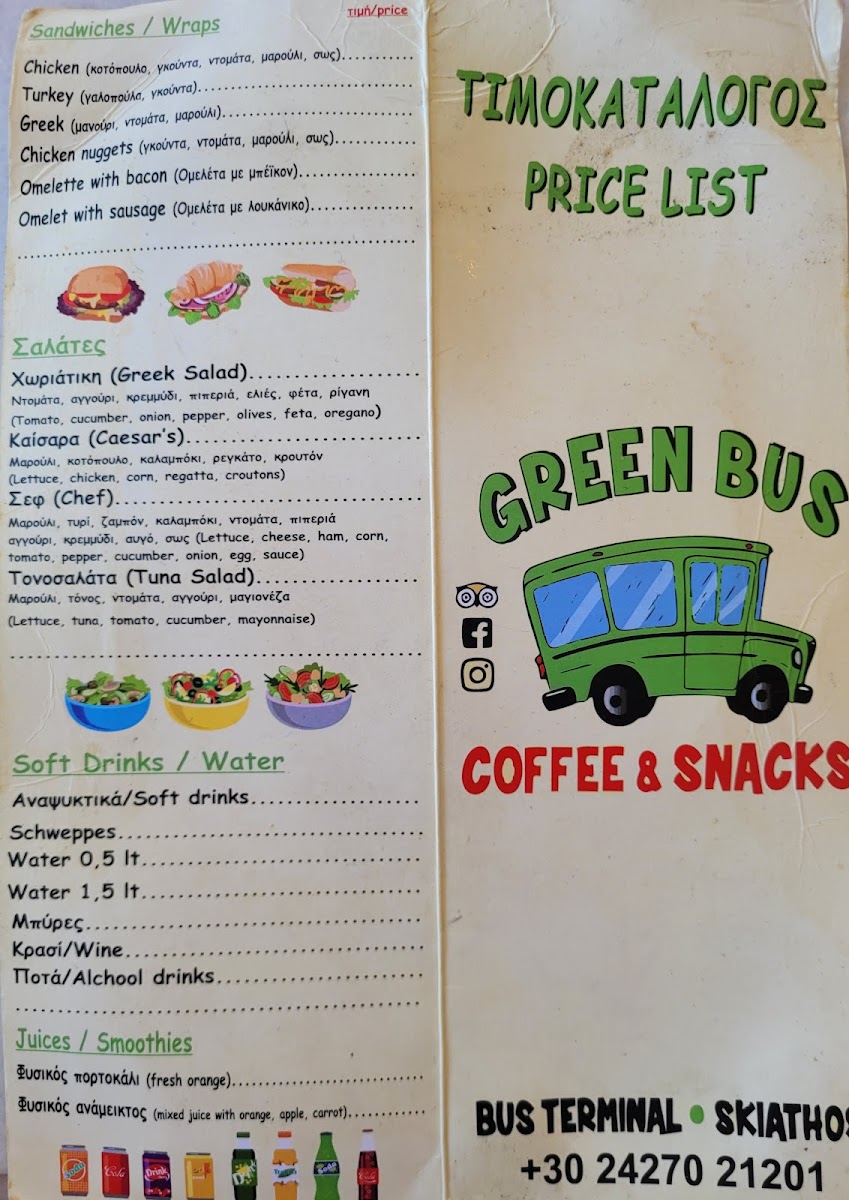 τιμή/price
Sandwiches / Wraps
Chicken (κοτόπουλο, γκούντα, ντομάτα, μαρούλι, σως)...........
Turkey (γαλοπούλα, γκούντα)..............................
Greek (μανούρι, ντομάτα, μαρούλι)...........................
Chicken nuggets (γκούντα, ντομάτα, μαρούλι, σως)............
Omelette with bacon (Ομελέτα με μπέϊκον)..................
Omelet with sausage (Ομελέτα με λουκάνικο)................
Σαλάτες
Χωριάτικη (Greek Salad)....................
Ντομάτα, αγγούρι, κρεμμύδι, πιπεριά, ελιές, φέτα, ρίγανη
(Tomato, cucumber, onion, pepper, olives, feta, oregano)
Καίσαρα (Caesar's)...........................
Μαρούλι, κοτόπουλο, καλαμπόκι, ρεγκάτο, κρουτόν
(Lettuce, chicken, corn, regatta, croutons)
Σεφ (Chef)...................................
Μαρούλι, τυρί, ζαμπόν, καλαμπόκι, ντομάτα, πιπεριά
αγγούρι, κρεμμύδι, αυγό, σως (Lettuce, cheese, ham, corn,
tomato, pepper, cucumber, onion, egg, sauce)
Τονοσαλάτα (Tuna Salad)...................
Μαρούλι, τόνος, ντομάτα, αγγούρι, μαγιονέζα
(Lettuce, tuna, tomato, cucumber, mayonnaise)
Soft Drinks / Water
Αναψυκτικά/Soft drinks....................
Schweppes....................................
Water 0,5 lt..................................
Water 1,5 lt..................................
Μπύρες........................................
Κρασί/Wine...................................
Ποτά/Alchool drinks........................
Juices / Smoothies
Φυσικός πορτοκάλι (fresh orange)..........................
Φυσικός ανάμεικτος (mixed juice with orange, apple, carrot)............
Soda
Cola
Drink
ΤΙΜΟΚΑΤΑΛΟΓΟΣ
PRICE LIST
GREEN BUS
COFFEE & SNACKS
BUS TERMINAL • SKIATHOS
+30 24270 21201